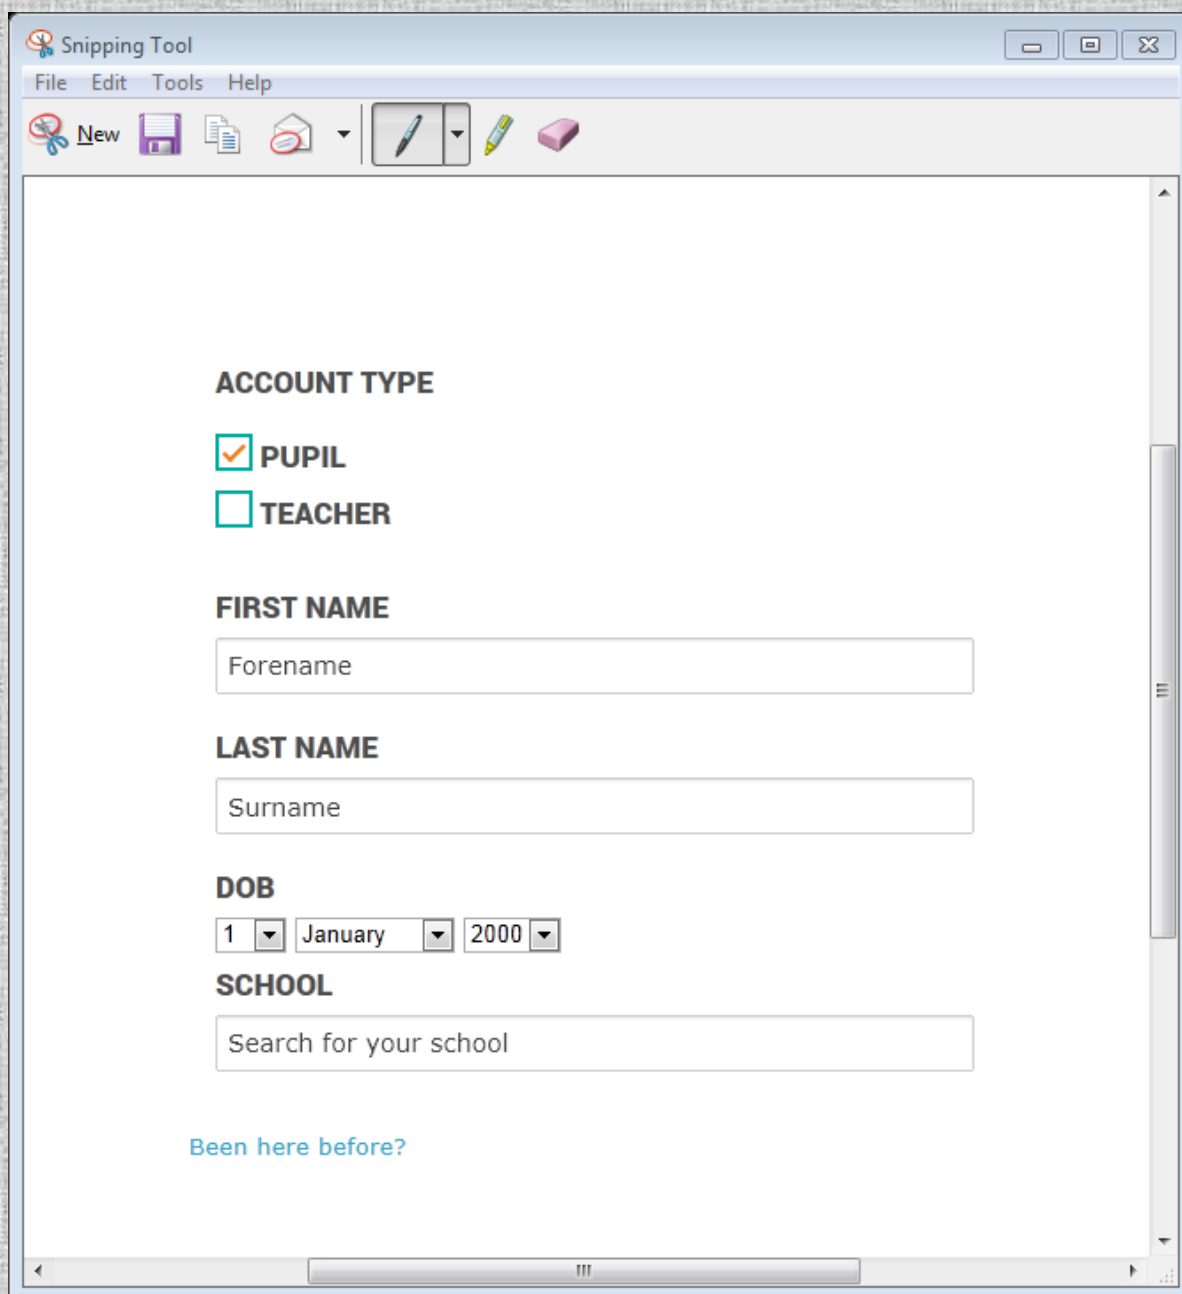 Snipping Tool
File Edit Tools Help
New
ACCOUNT TYPE
PUPIL
TEACHER
FIRST NAME
Forename
LAST NAME
Surname
DOB
1 January 2000
SCHOOL
Search for your school
Been here before?